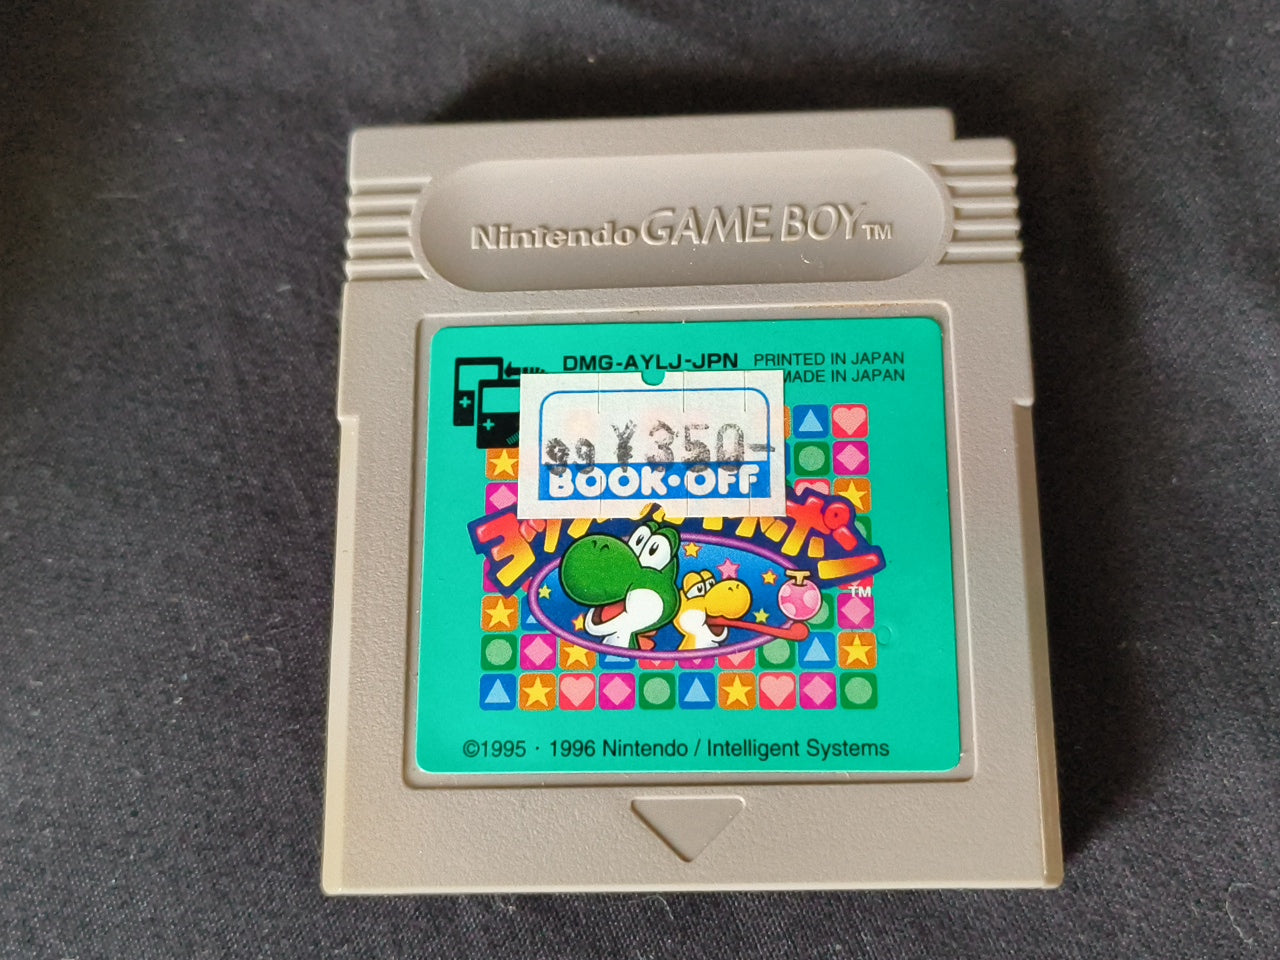 Nintendo GAME BOY™
DMG-AYLJ-JPN
PRINTED IN JAPAN
MADE IN JAPAN
99 ¥350-
BOOK•OFF
TM
©1995 · 1996 Nintendo / Intelligent Systems